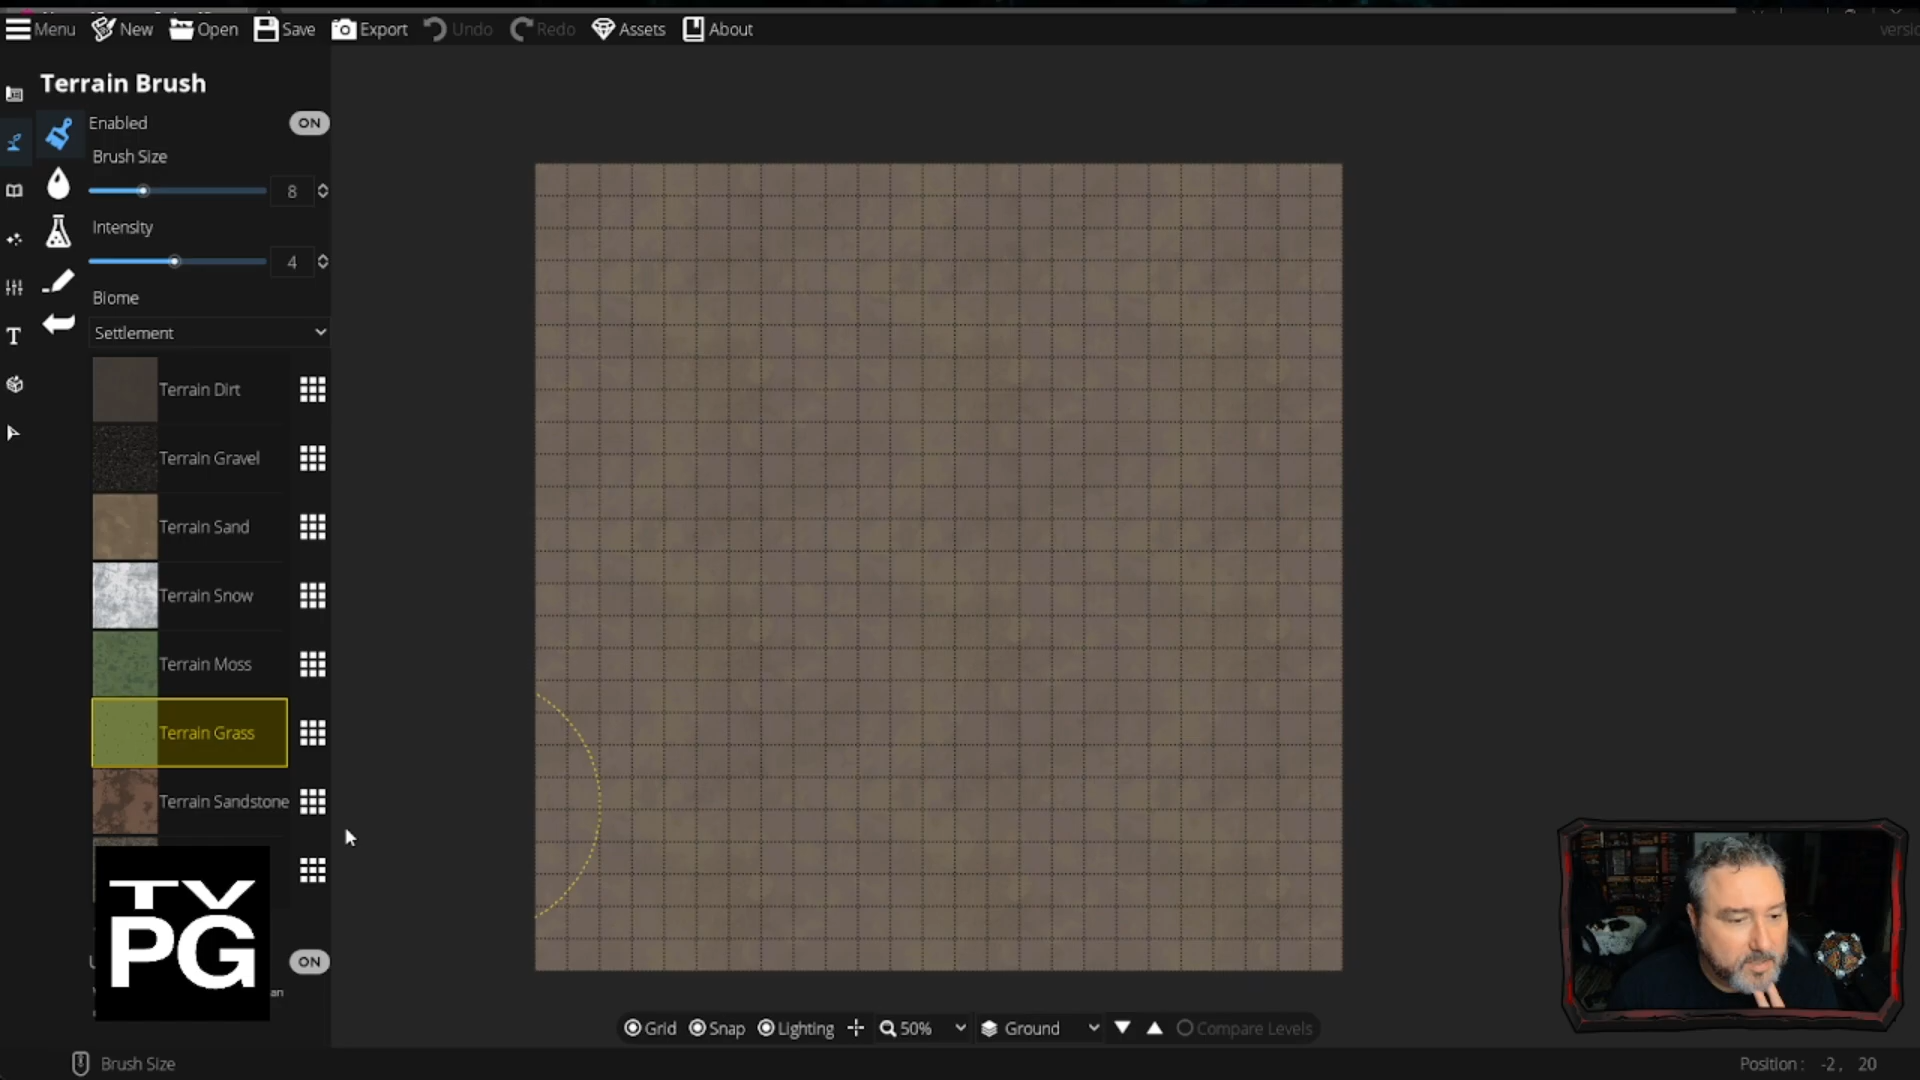 Menu New Open Save Export Undo Redo Assets About
Terrain Brush
Enabled ON
Brush Size
8
Intensity
4
Biome
Settlement
Terrain Dirt
Terrain Gravel
Terrain Sand
Terrain Snow
Terrain Moss
Terrain Grass
Terrain Sandstone
TV
PG
ON
Grid Snap Lighting 50% Ground Compare Levels
Brush Size
Position : -2, 20